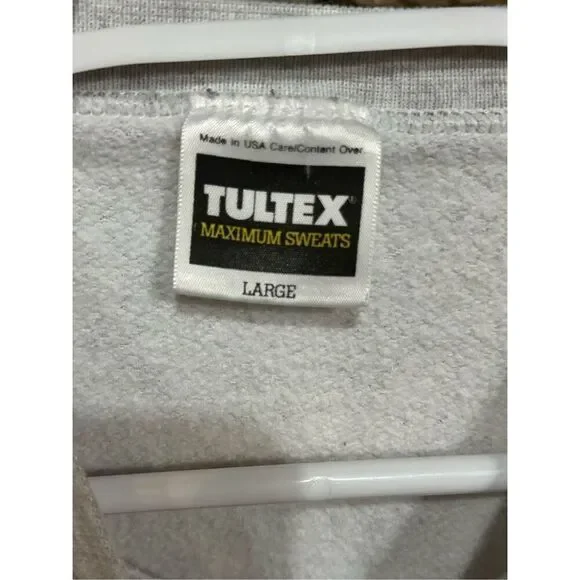 Made in USA Care/Content Over
TULTEX®
MAXIMUM SWEATS
LARGE